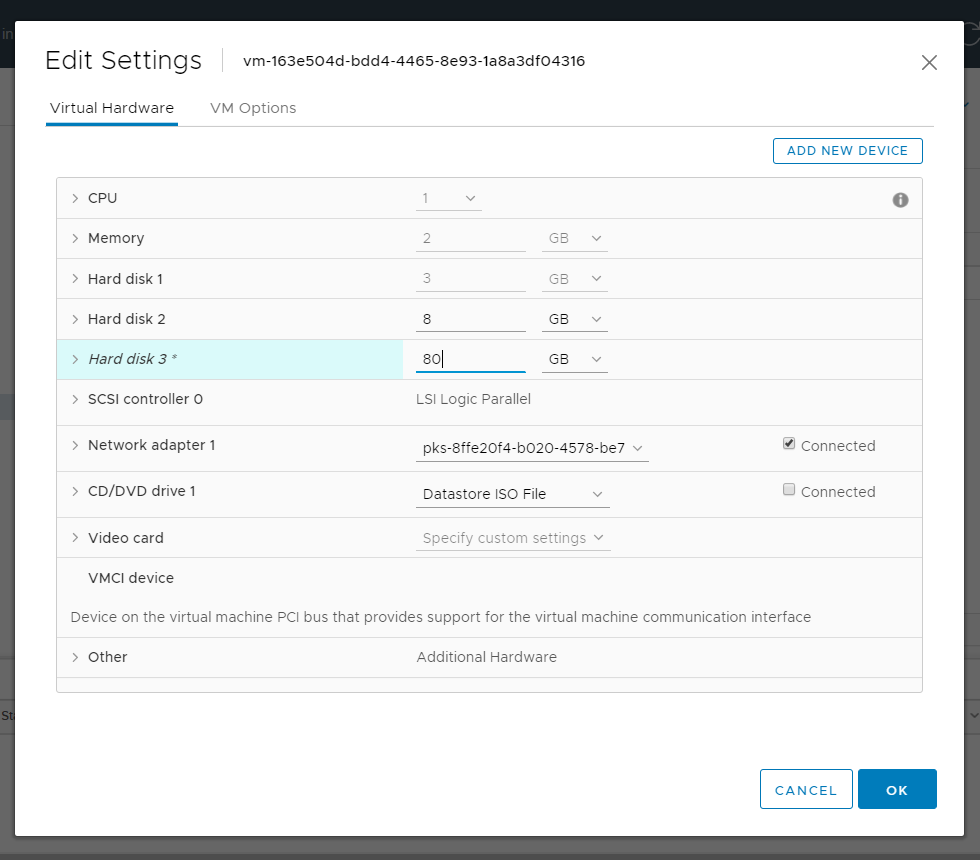 in
Edit Settings vm-163e504d-bdd4-4465-8e93-1a8a3df04316
Virtual Hardware VM Options
ADD NEW DEVICE
CPU 1
Memory 2 GB
Hard disk 1 3 GB
Hard disk 2 8 GB
Hard disk 3 * 80 GB
SCSI controller 0 LSI Logic Parallel
Network adapter 1 pks-8ffe20f4-b020-4578-be7 Connected
CD/DVD drive 1 Datastore ISO File Connected
Video card Specify custom settings
VMCI device
Device on the virtual machine PCI bus that provides support for the virtual machine communication interface
Other Additional Hardware
CANCEL OK